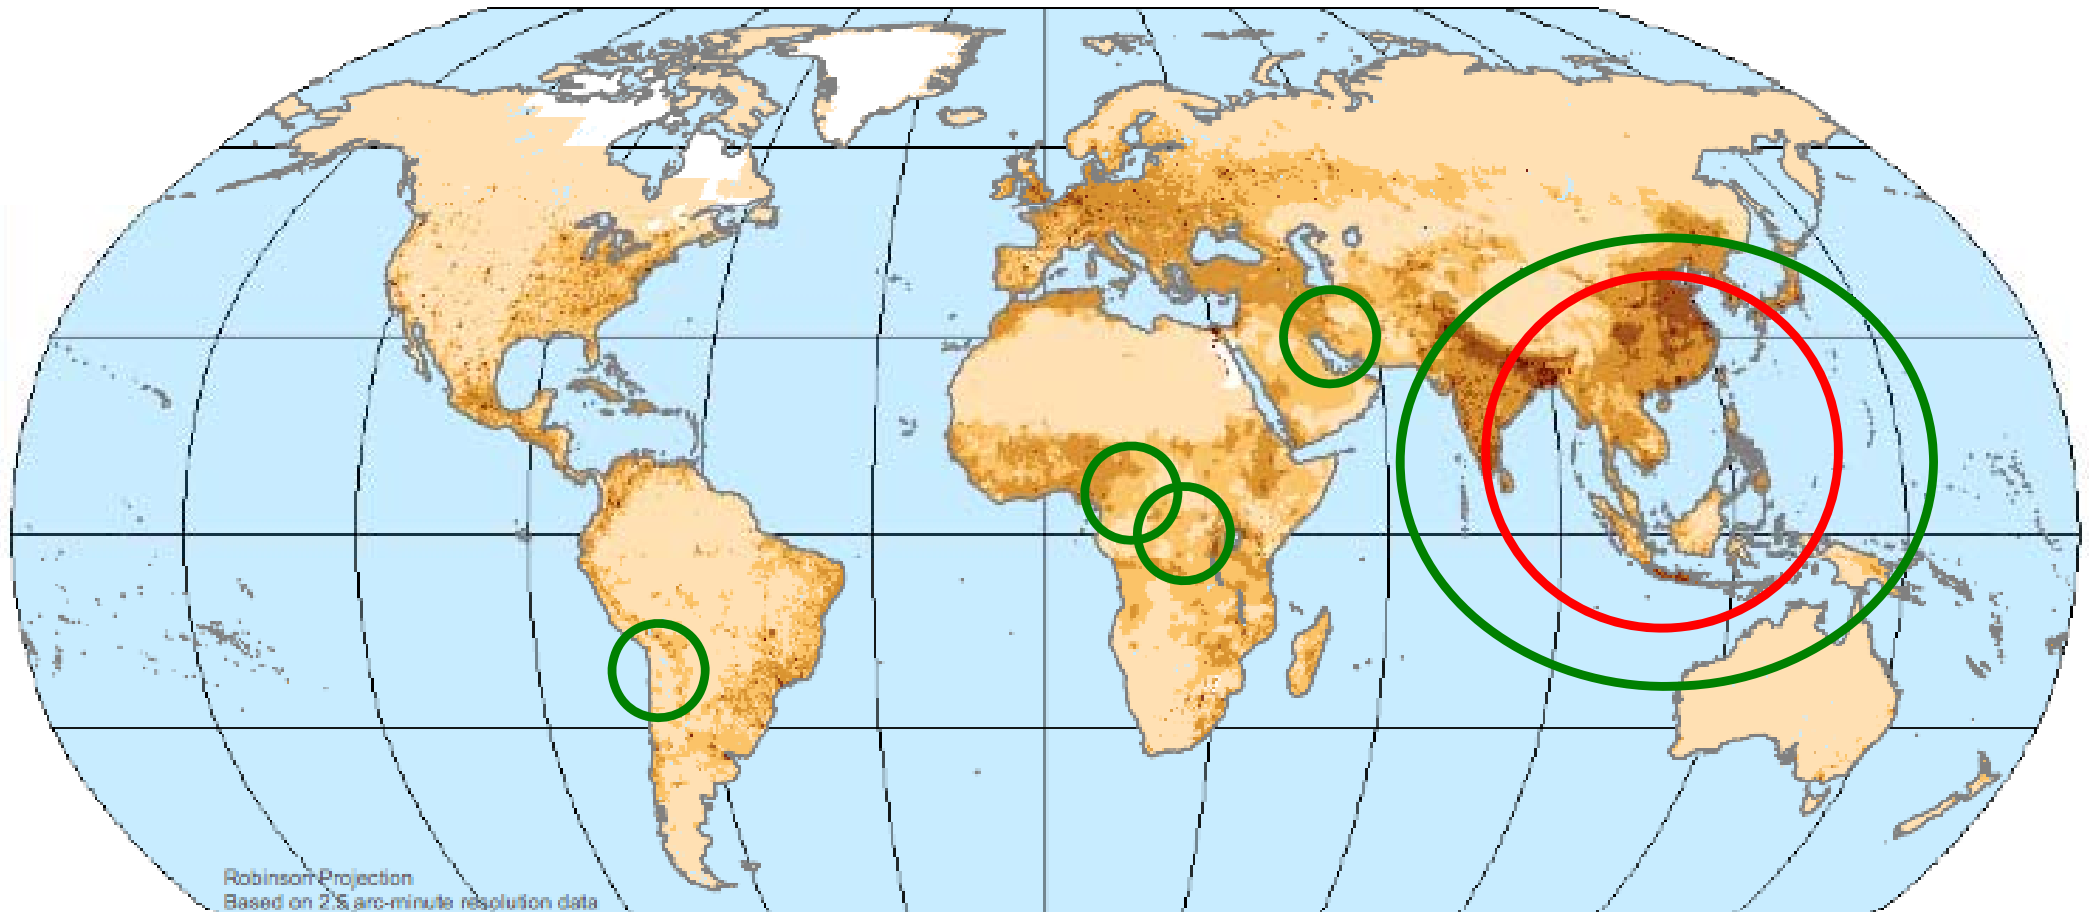 Robinson Projection
Based on 2.5 arc-minute resolution data